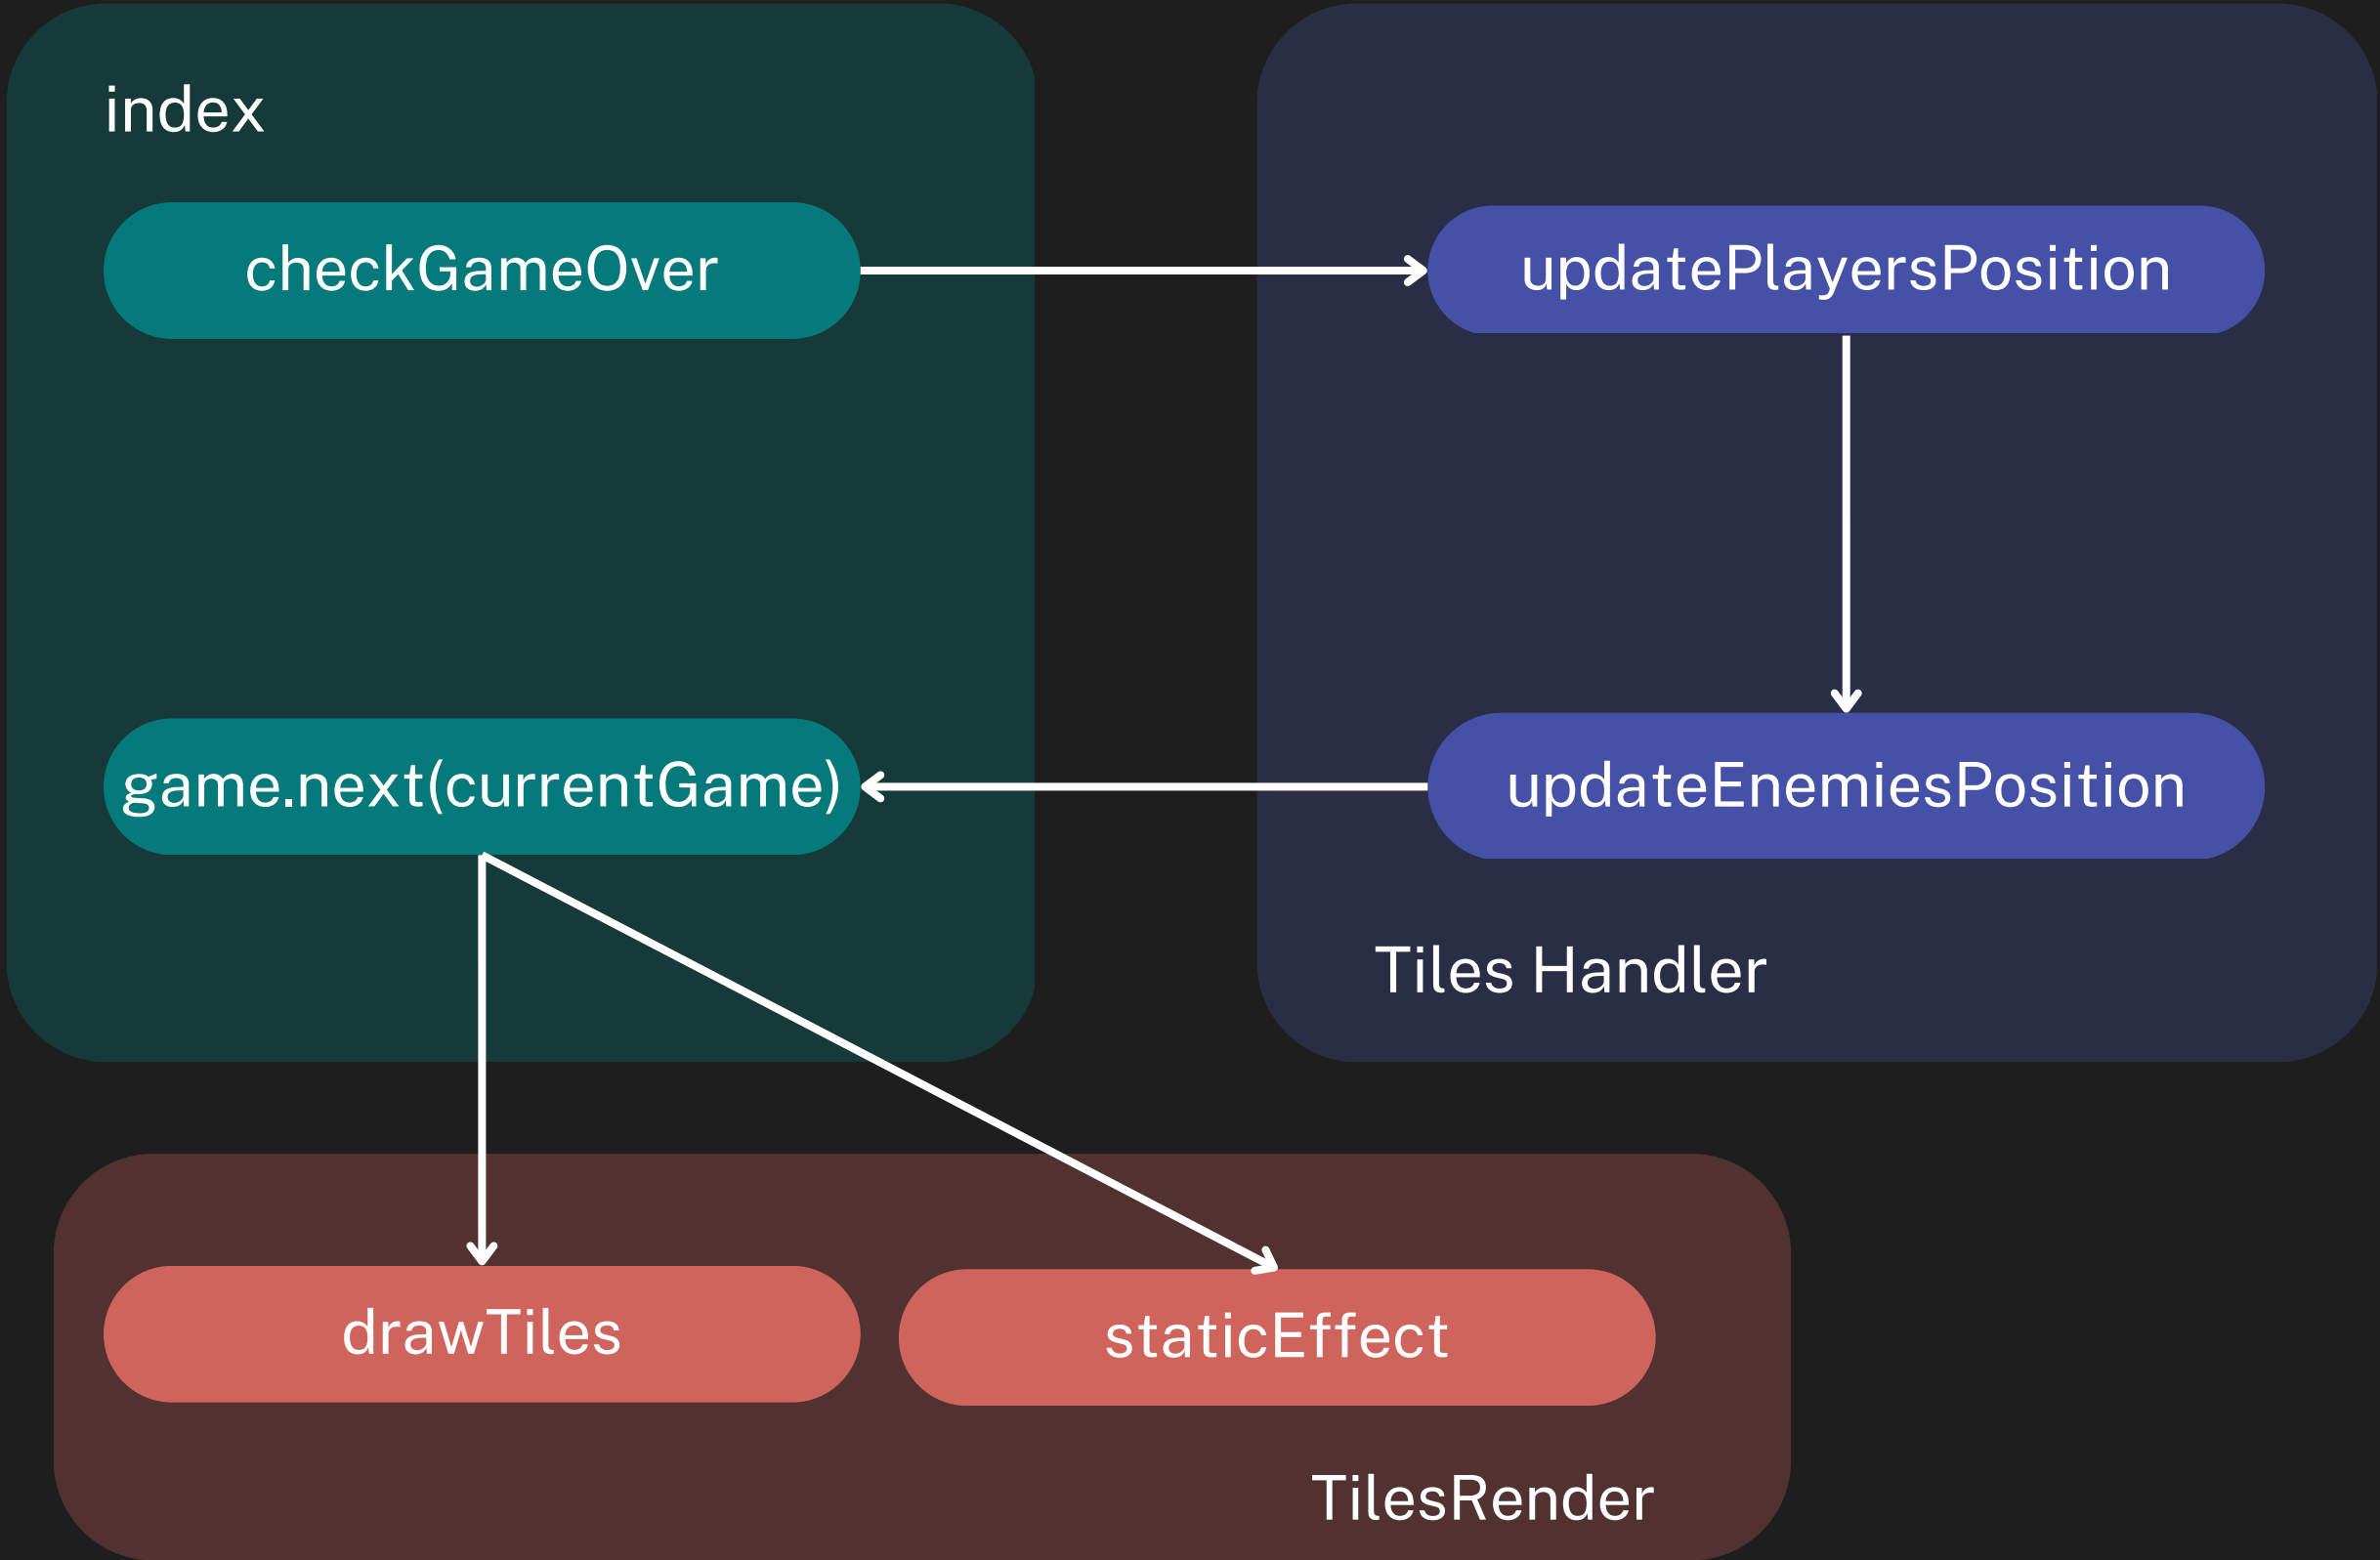 index
checkGameOver
updatePlayersPosition
game.next(currentGame)
updateEnemiesPosition
Tiles Handler
drawTiles
staticEffect
TilesRender